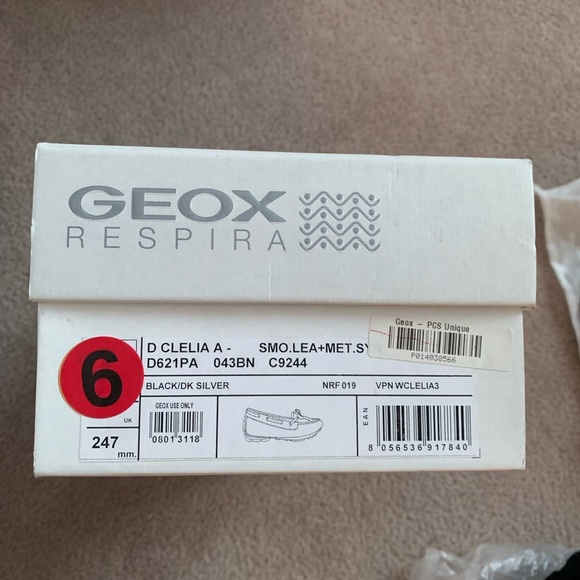 GEOX
RESPIRA
Geox - PCS Unique
P014038566
D CLELIA A - SMO.LEA+MET.SY
D621PA 043BN C9244
6
BLACK/DK SILVER NRF 019 VPN WCLELIA3
UK
247
mm.
GEOX USE ONLY
08013118
EAN
8 056536 917840